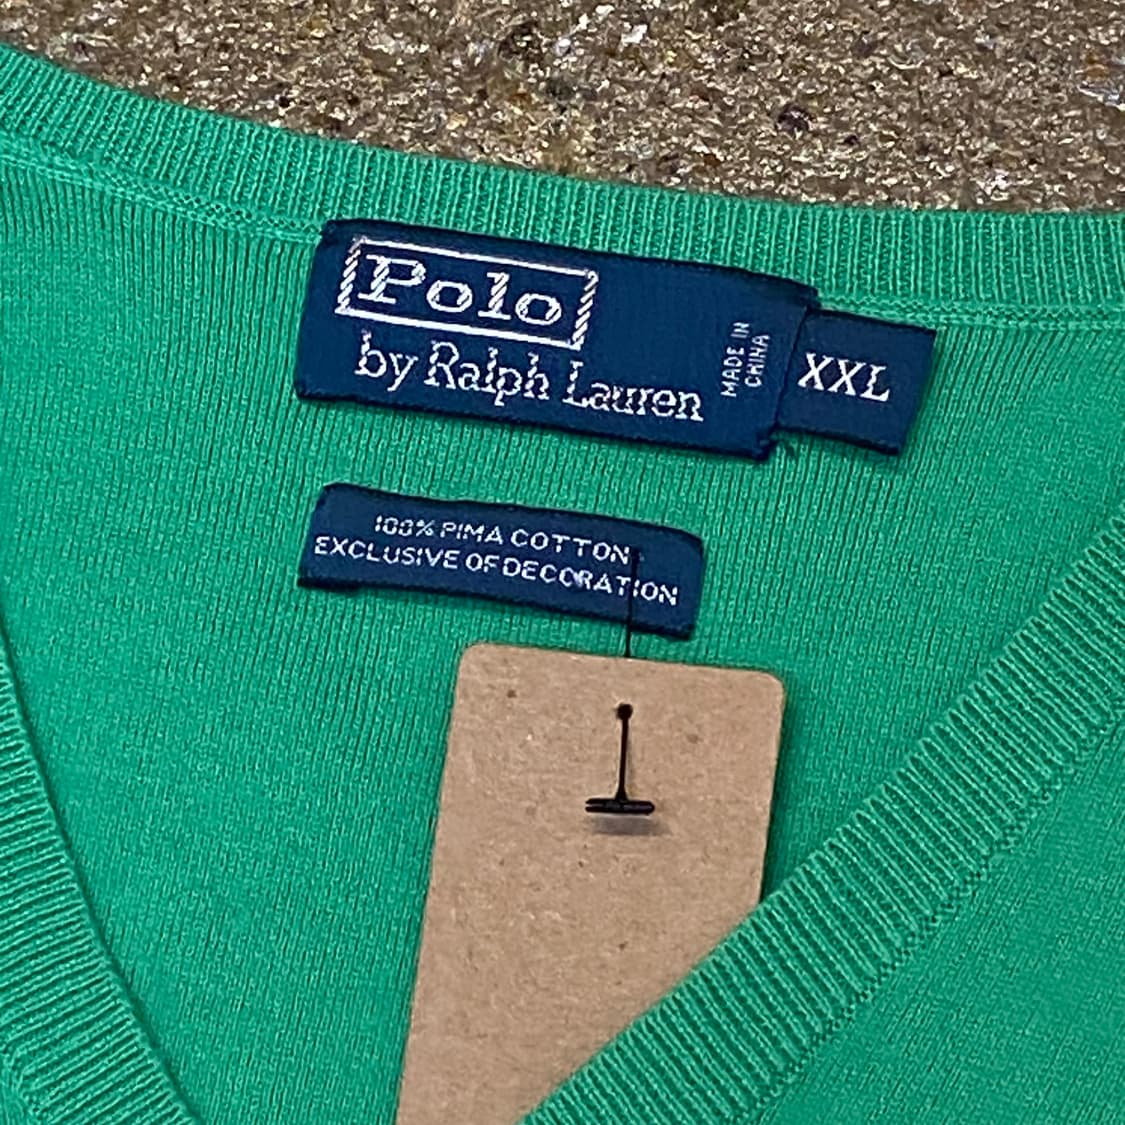 Polo
by Ralph Lauren
MADE IN
CHINA
XXL
100% PIMA COTTON
EXCLUSIVE OF DECORATION